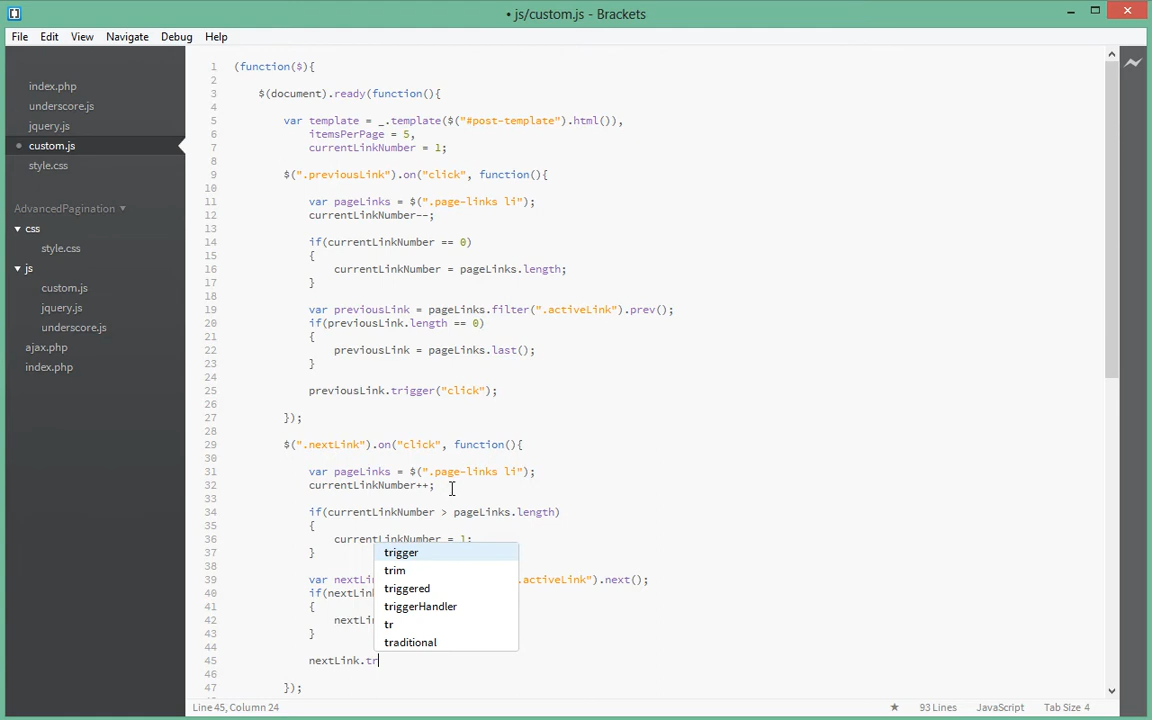 • js/custom.js - Brackets
File Edit View Navigate Debug Help
index.php
underscore.js
jquery.js
custom.js
style.css
AdvancedPagination
css
style.css
js
custom.js
jquery.js
underscore.js
ajax.php
index.php
1 (function($){
2
3 $(document).ready(function(){
4
5 var template = _.template($("#post-template").html()),
6 itemsPerPage = 5,
7 currentLinkNumber = 1;
8
9 $(".previousLink").on("click", function(){
10
11 var pageLinks = $(".page-links li");
12 currentLinkNumber--;
13
14 if(currentLinkNumber == 0)
15 {
16 currentLinkNumber = pageLinks.length;
17 }
18
19 var previousLink = pageLinks.filter(".activeLink").prev();
20 if(previousLink.length == 0)
21 {
22 previousLink = pageLinks.last();
23 }
24
25 previousLink.trigger("click");
26
27 });
28
29 $(".nextLink").on("click", function(){
30
31 var pageLinks = $(".page-links li");
32 currentLinkNumber++;
33
34 if(currentLinkNumber > pageLinks.length)
35 {
36 currentLinkNumber = 1;
37 }
38
39 var nextLi .activeLink").next();
40 if(nextLink
41 {
42 nextLi
43 }
44
45 nextLink.tr
46
47 });
trigger
trim
triggered
triggerHandler
tr
traditional
Line 45, Column 24
93 Lines JavaScript Tab Size 4